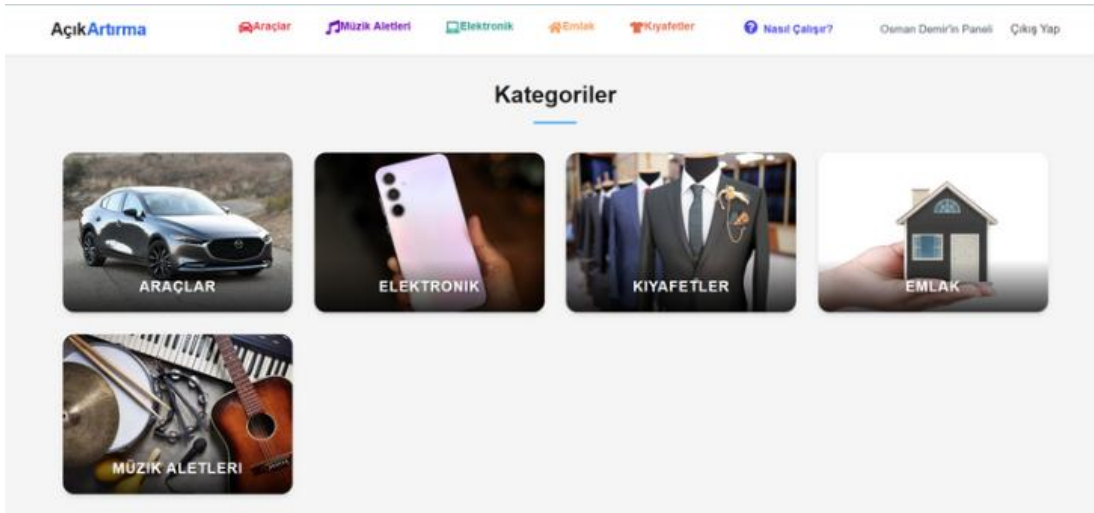 AçıkArtırma Araçlar Müzik Aletleri Elektronik Emlak Kıyafetler Nasıl Çalışır? Osman Demir'in Paneli Çıkış Yap
Kategoriler
ARAÇLAR ELEKTRONIK KIYAFETLER EMLAK
MÜZIK ALETLERI